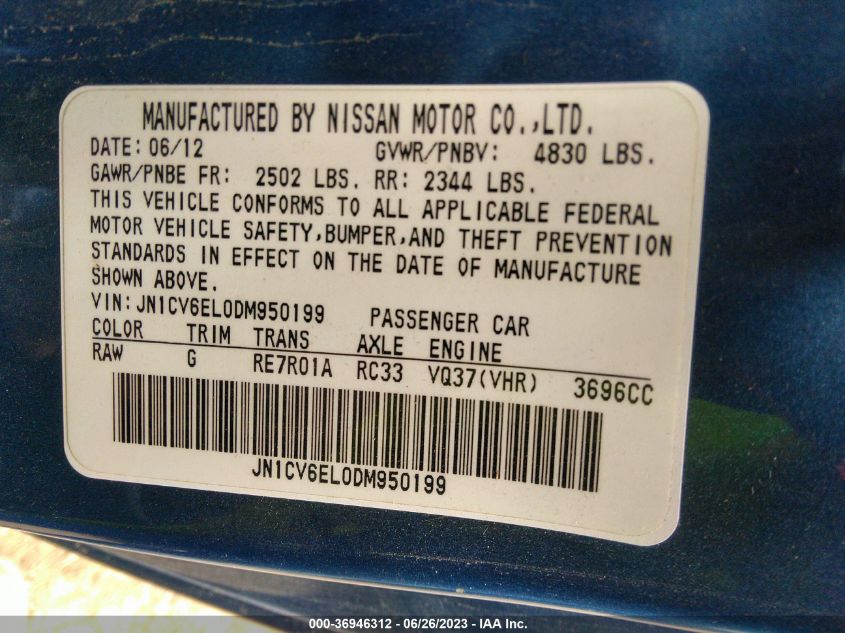 MANUFACTURED BY NISSAN MOTOR CO.,LTD.
DATE: 06/12 GVWR/PNBV: 4830 LBS.
GAWR/PNBE FR: 2502 LBS. RR: 2344 LBS.
THIS VEHICLE CONFORMS TO ALL APPLICABLE FEDERAL
MOTOR VEHICLE SAFETY,BUMPER,AND THEFT PREVENTION
STANDARDS IN EFFECT ON THE DATE OF MANUFACTURE
SHOWN ABOVE.
VIN:JN1CV6EL0DM950199 PASSENGER CAR
COLOR TRIM TRANS AXLE ENGINE
RAW G RE7R01A RC33 VQ37(VHR) 3696CC
JN1CV6EL0DM950199
000-36946312 - 06/26/2023 - IAA Inc.